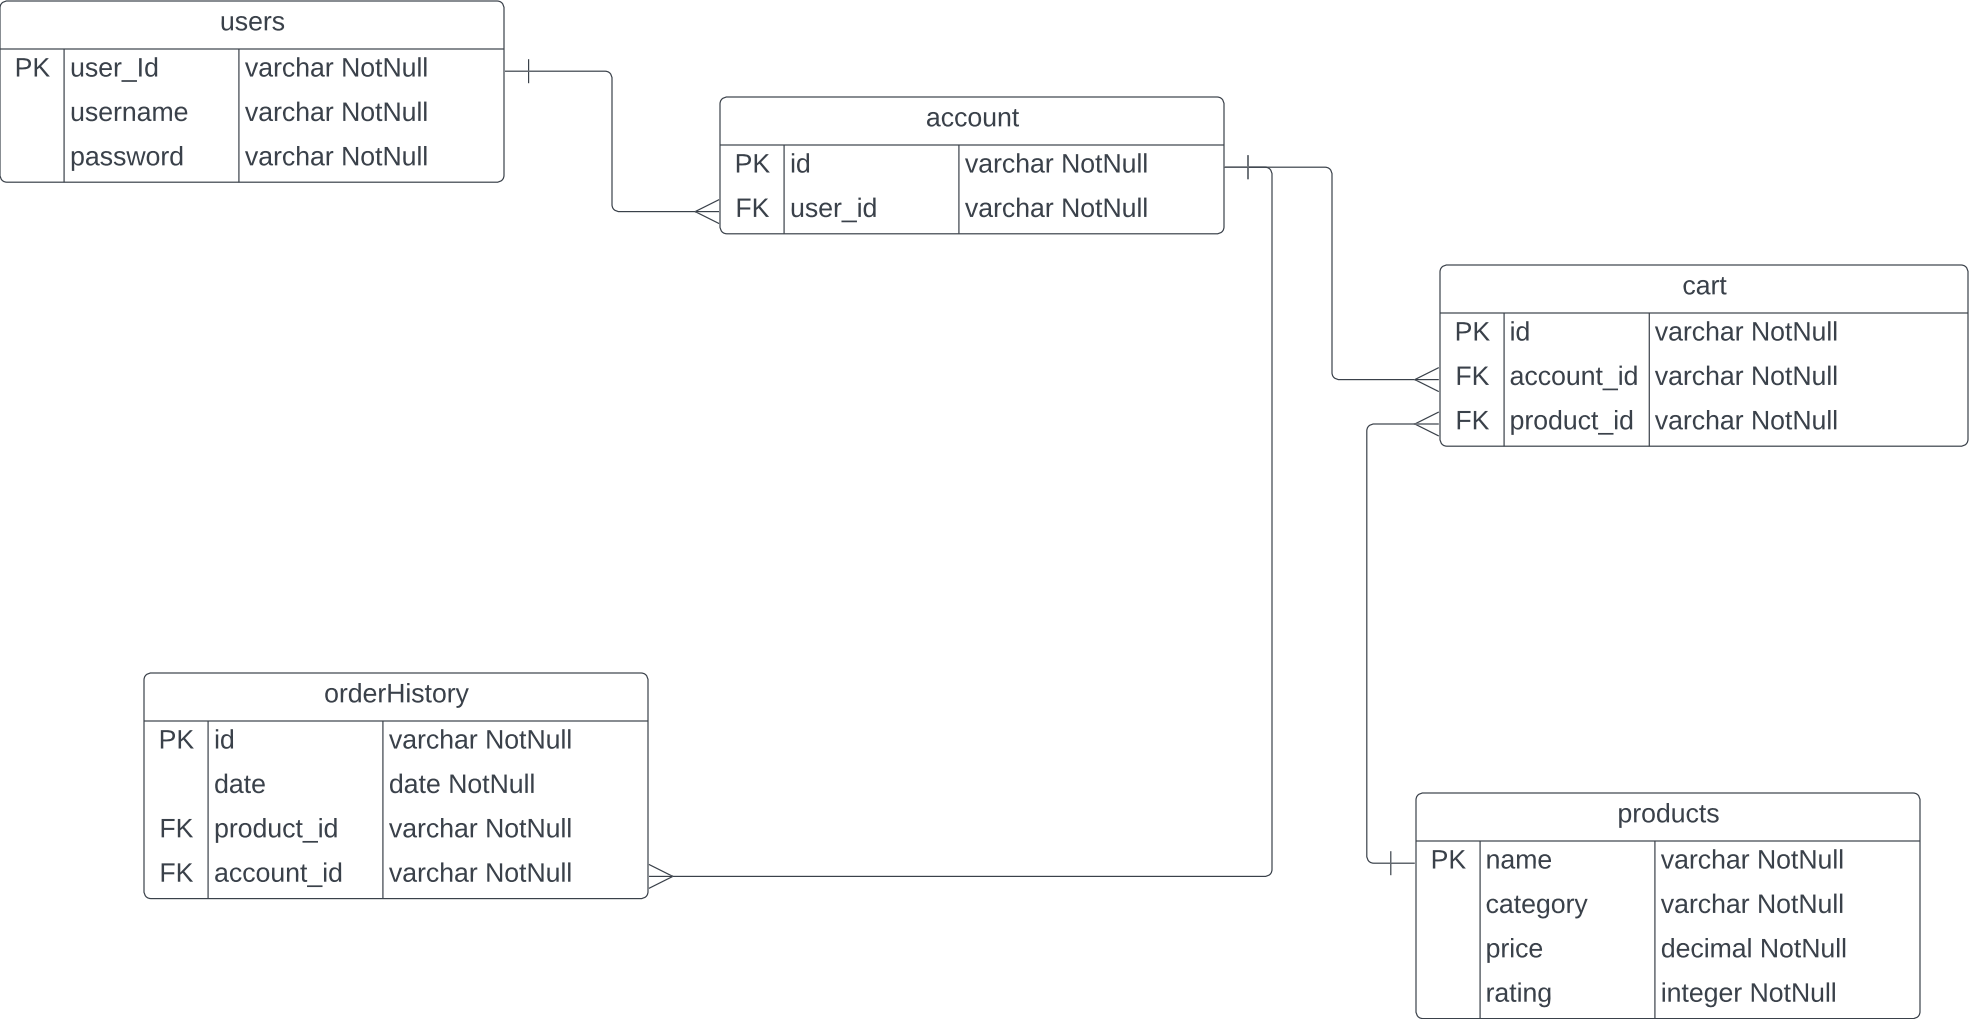 users
PK user_Id varchar NotNull
username varchar NotNull
password varchar NotNull
account
PK id varchar NotNull
FK user_id varchar NotNull
cart
PK id varchar NotNull
FK account_id varchar NotNull
FK product_id varchar NotNull
orderHistory
PK id varchar NotNull
date date NotNull
FK product_id varchar NotNull
FK account_id varchar NotNull
products
PK name varchar NotNull
category varchar NotNull
price decimal NotNull
rating integer NotNull